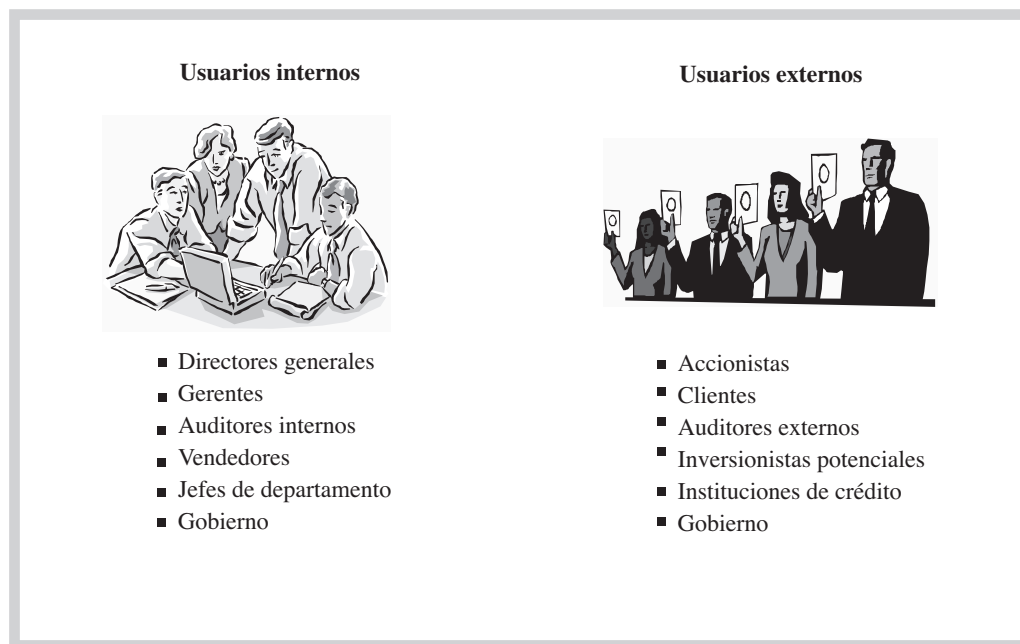 Usuarios internos
Directores generales
Gerentes
Auditores internos
Vendedores
Jefes de departamento
Gobierno
Usuarios externos
Accionistas
Clientes
Auditores externos
Inversionistas potenciales
Instituciones de crédito
Gobierno